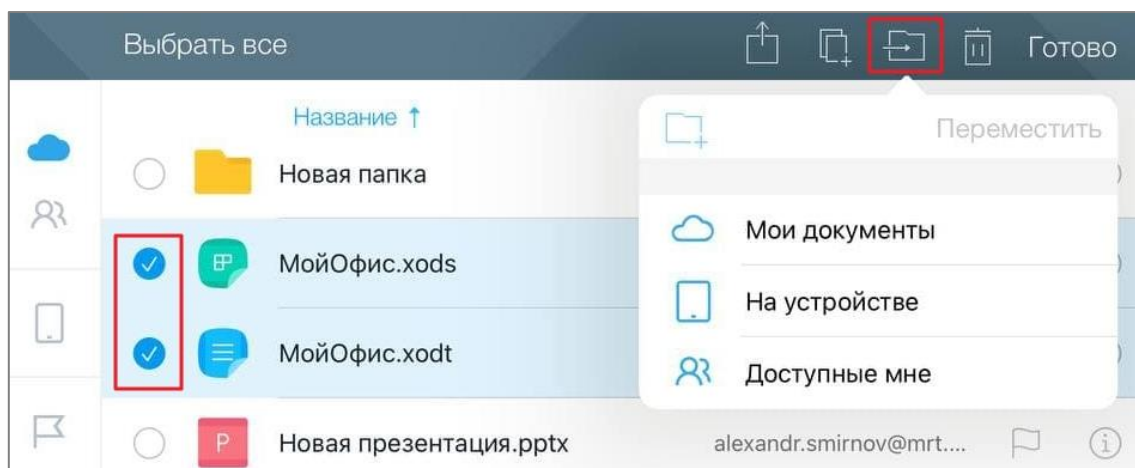 Выбрать все
Готово
Название ↑
Переместить
Новая папка
Мои документы
МойОфис.xods
На устройстве
МойОфис.xodt
Доступные мне
P
Новая презентация.pptx
alexandr.smirnov@mrt....